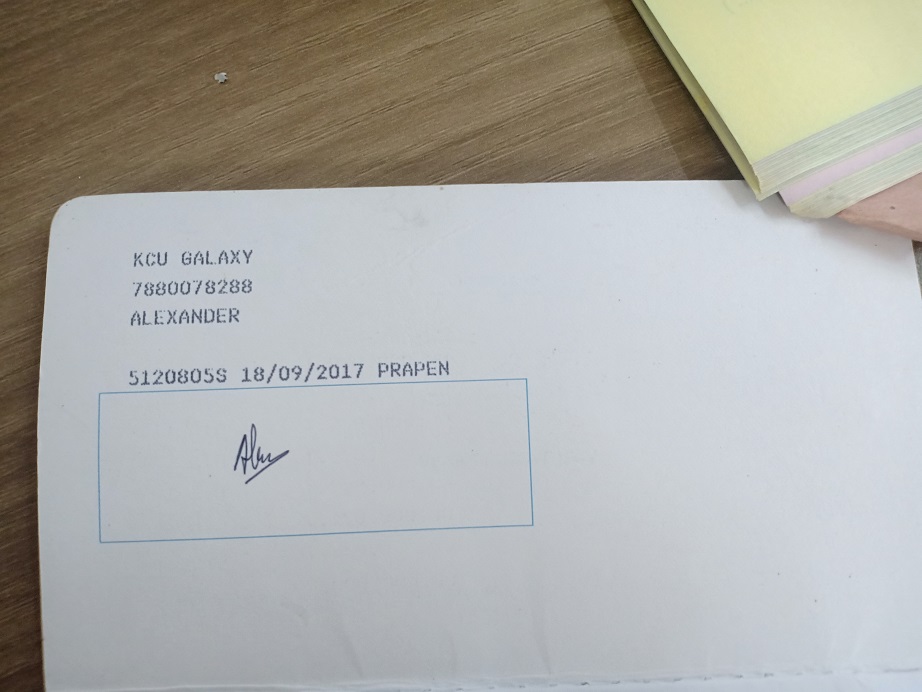 KCU GALAXY
7880078288
ALEXANDER
5120805S 18/09/2017 PRAPEN